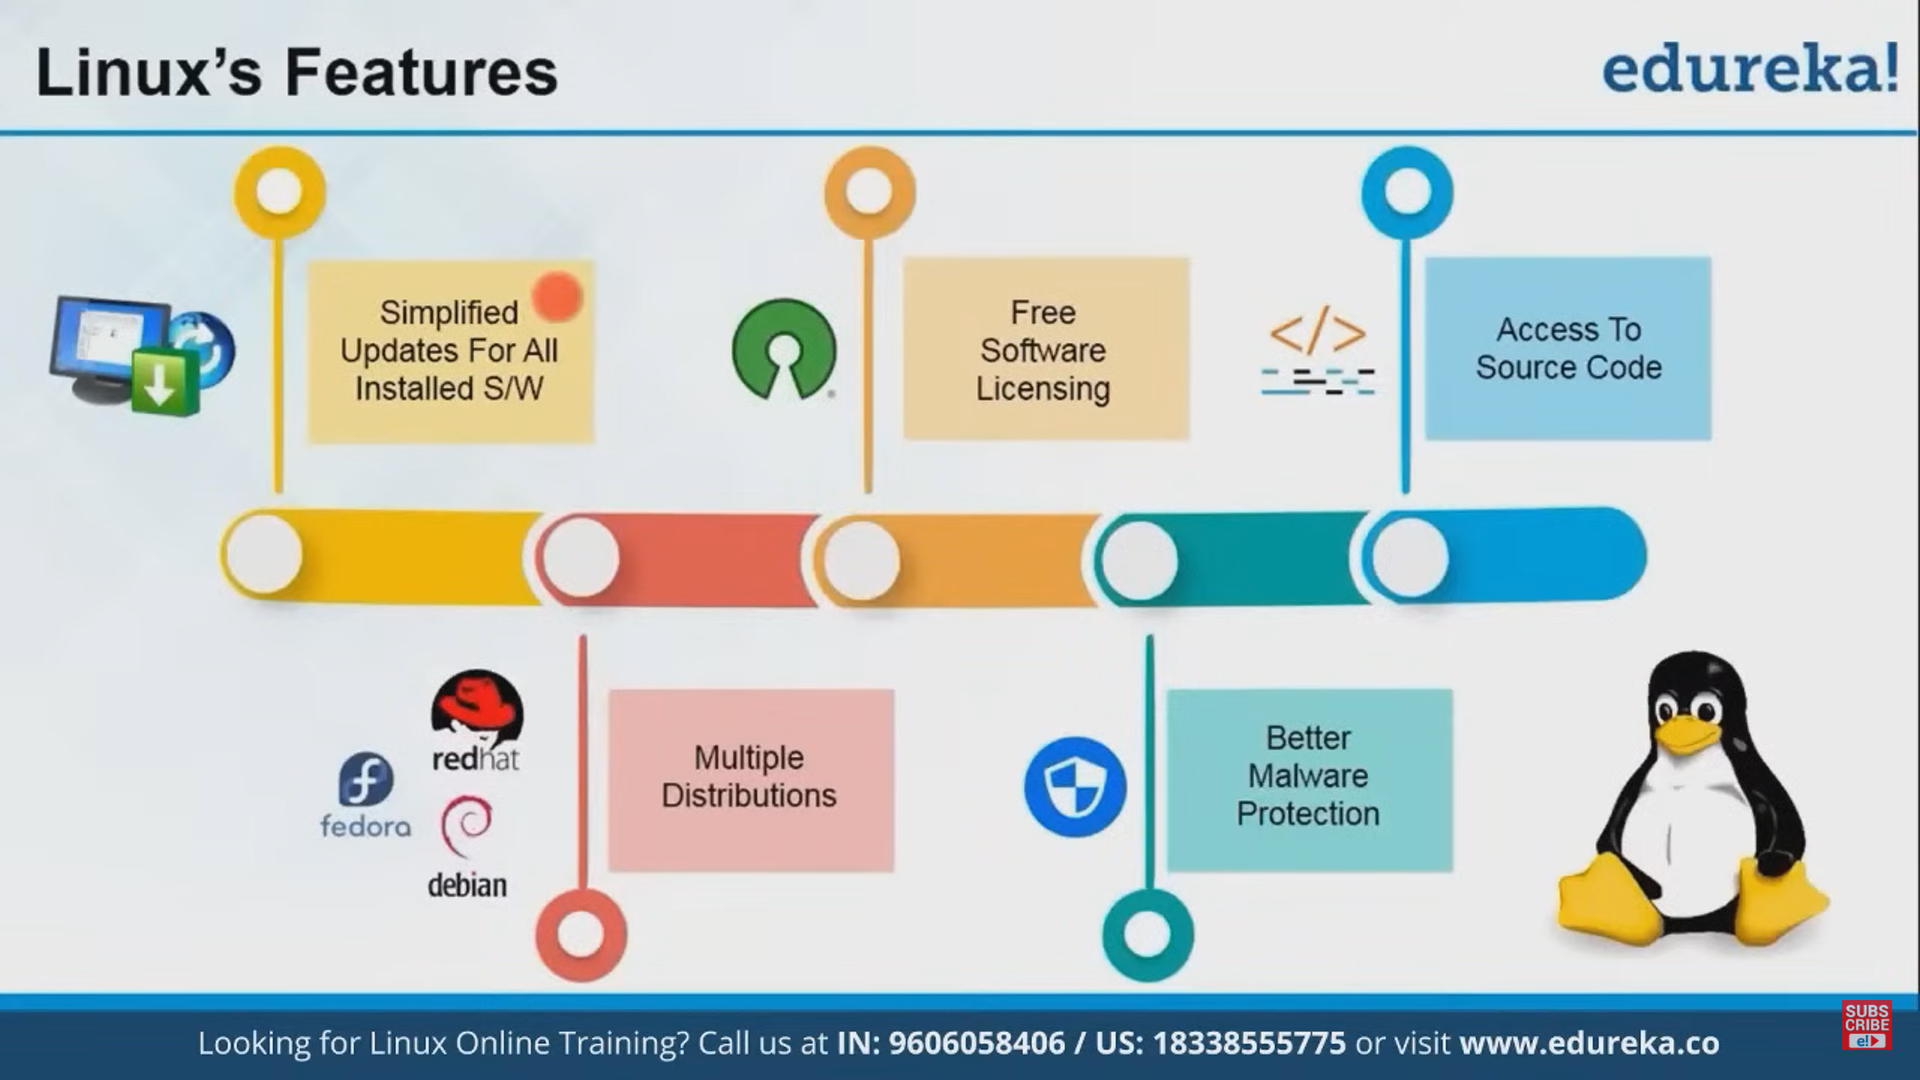 Linux's Features
edureka!
Simplified
Updates For All
Installed S/W
Free
Software
Licensing
</>
Access To
Source Code
redhat
fedora
debian
Multiple
Distributions
Better
Malware
Protection
Looking for Linux Online Training? Call us at IN: 9606058406 / US: 18338555775 or visit www.edureka.co
SUBS
CRIBE
e!